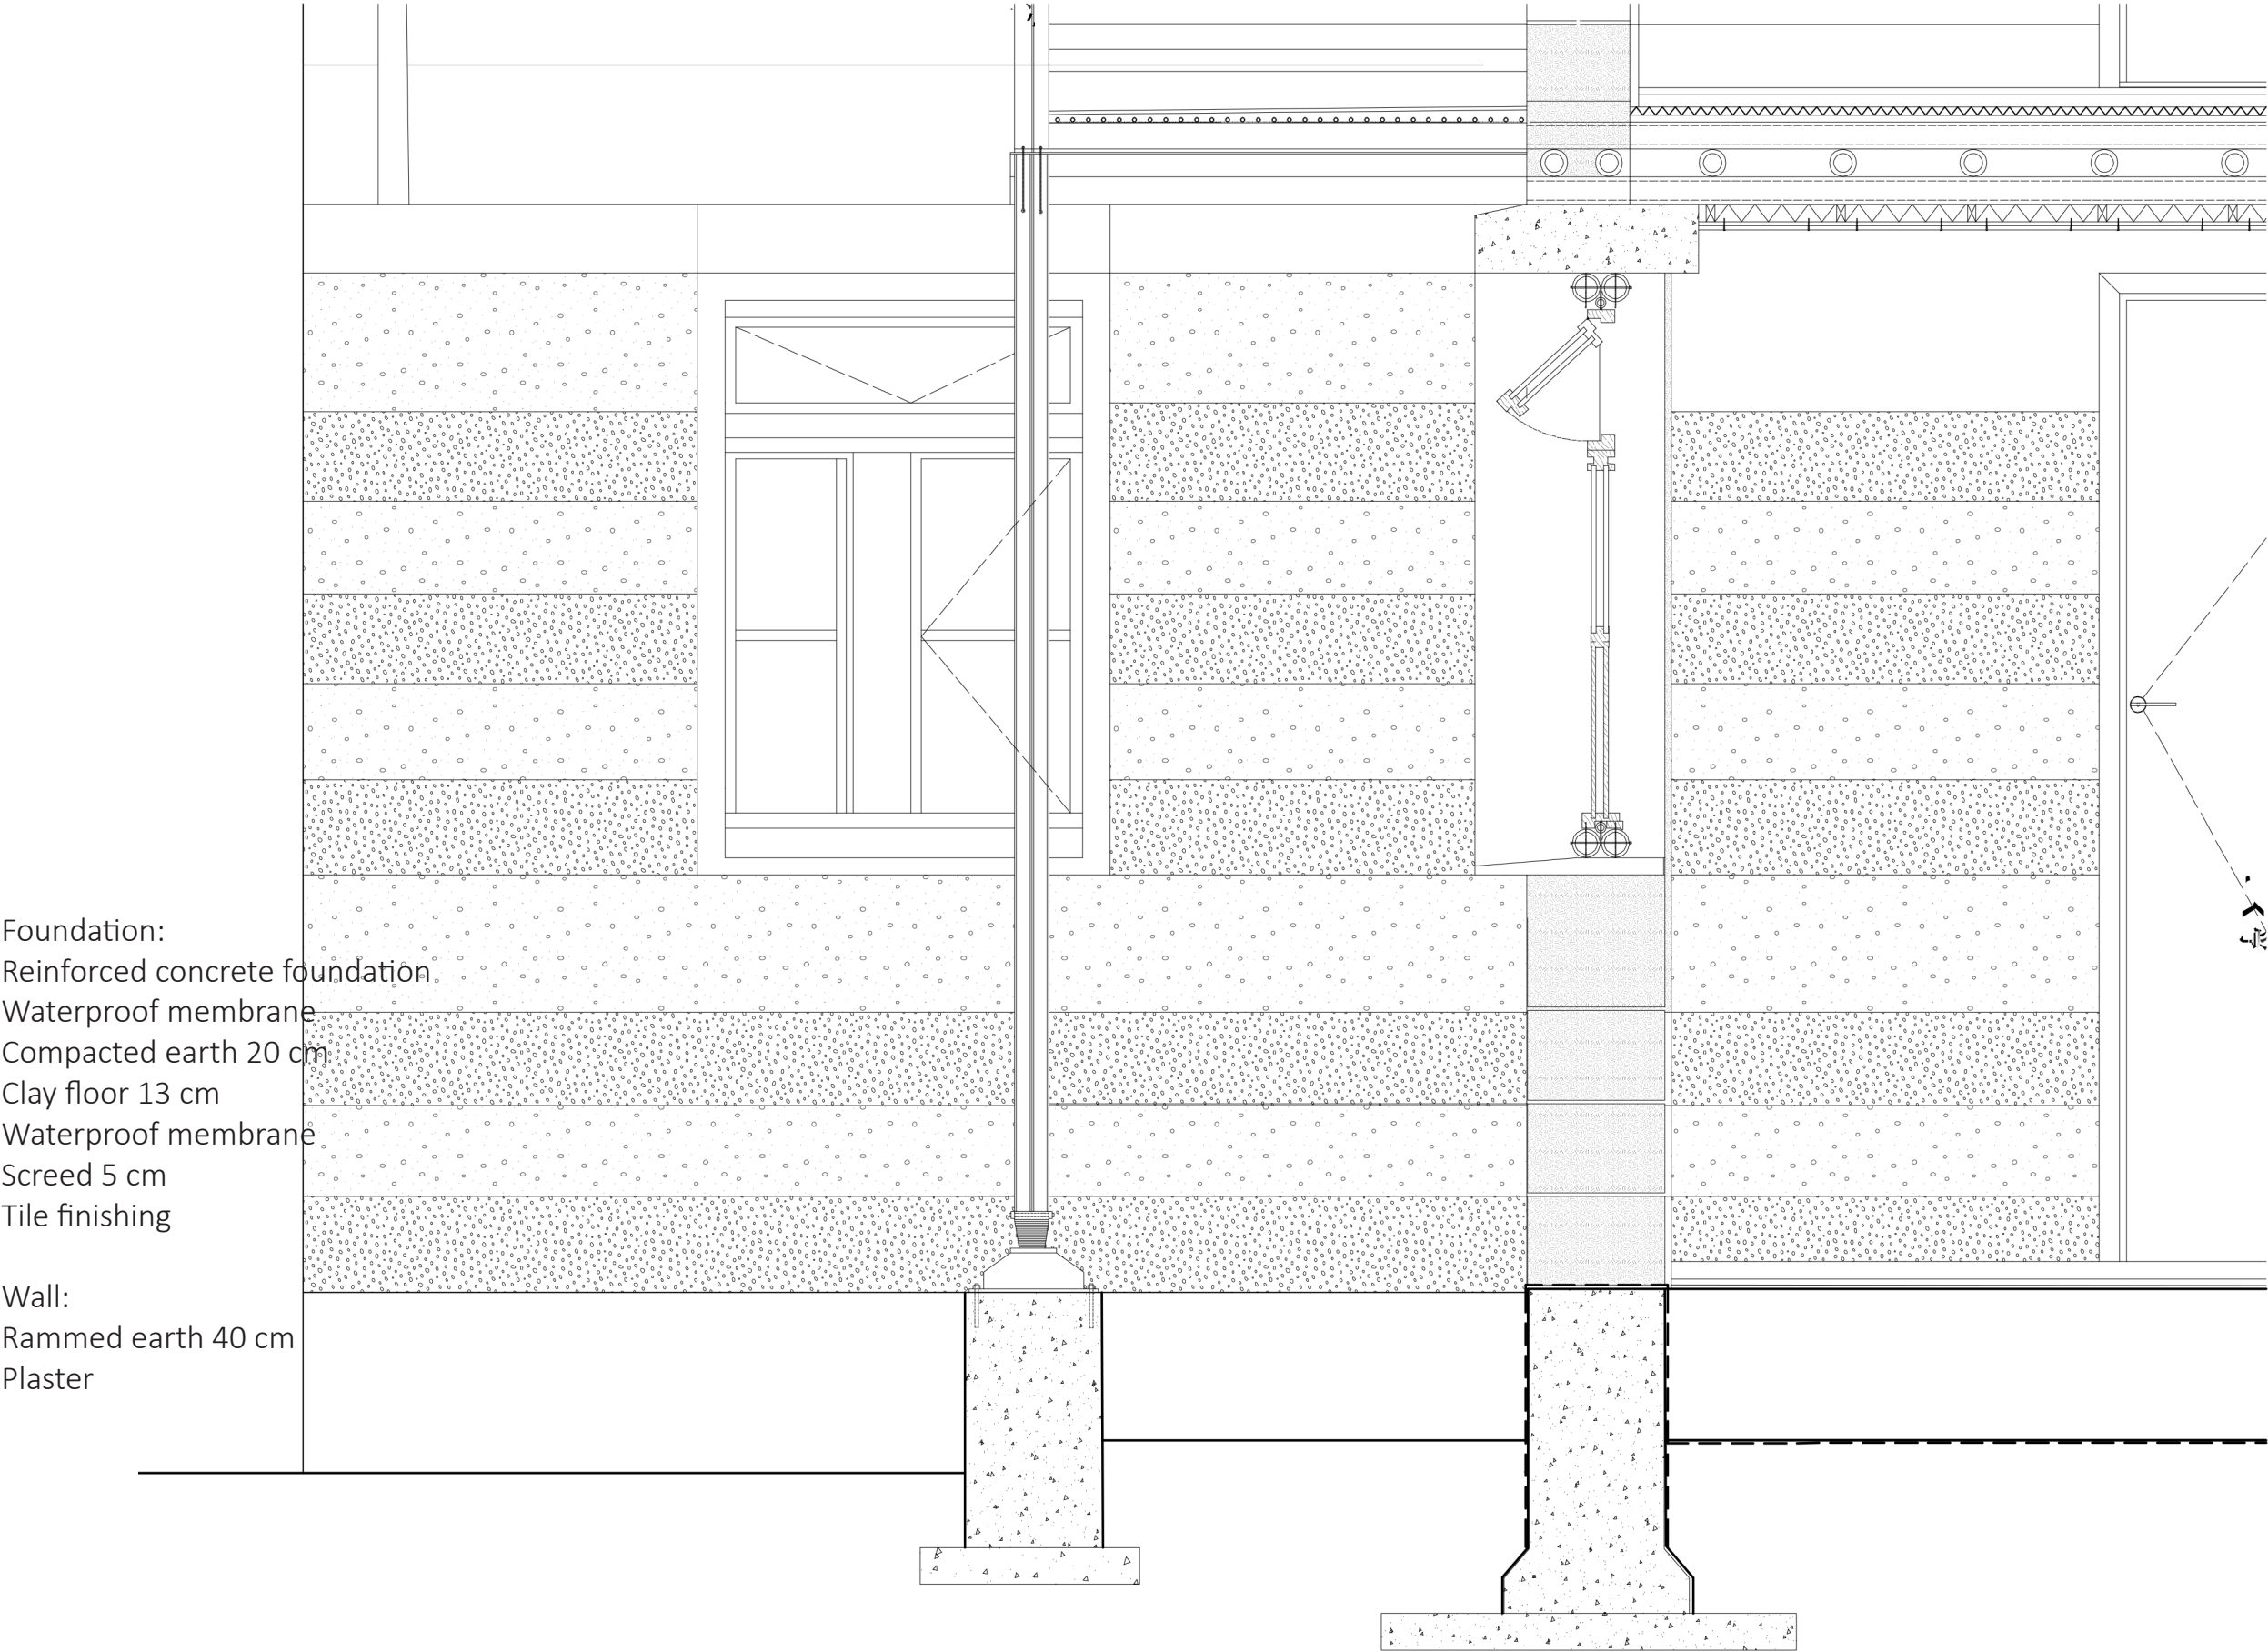 Foundation:
Reinforced concrete foundation
Waterproof membrane
Compacted earth 20 cm
Clay floor 13 cm
Waterproof membrane
Screed 5 cm
Tile finishing
Wall:
Rammed earth 40 cm
Plaster